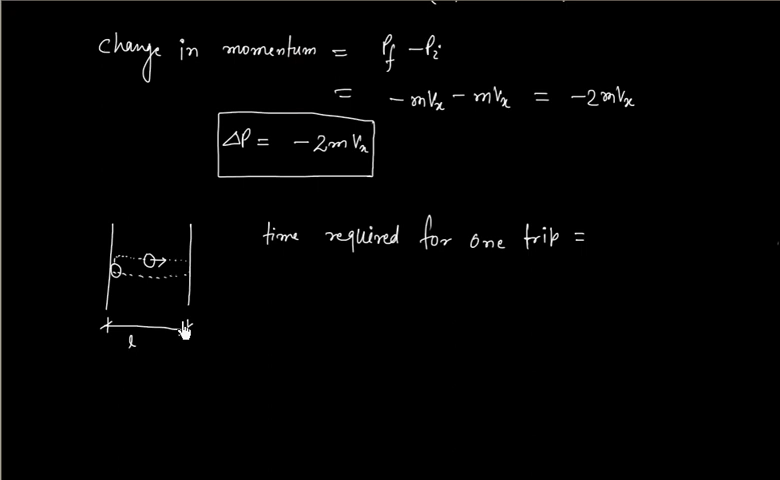 Change in momentum = Pf - Pi
= - mVx - mVx = -2mVx
ΔP = - 2mVx
time required for one trip =
l